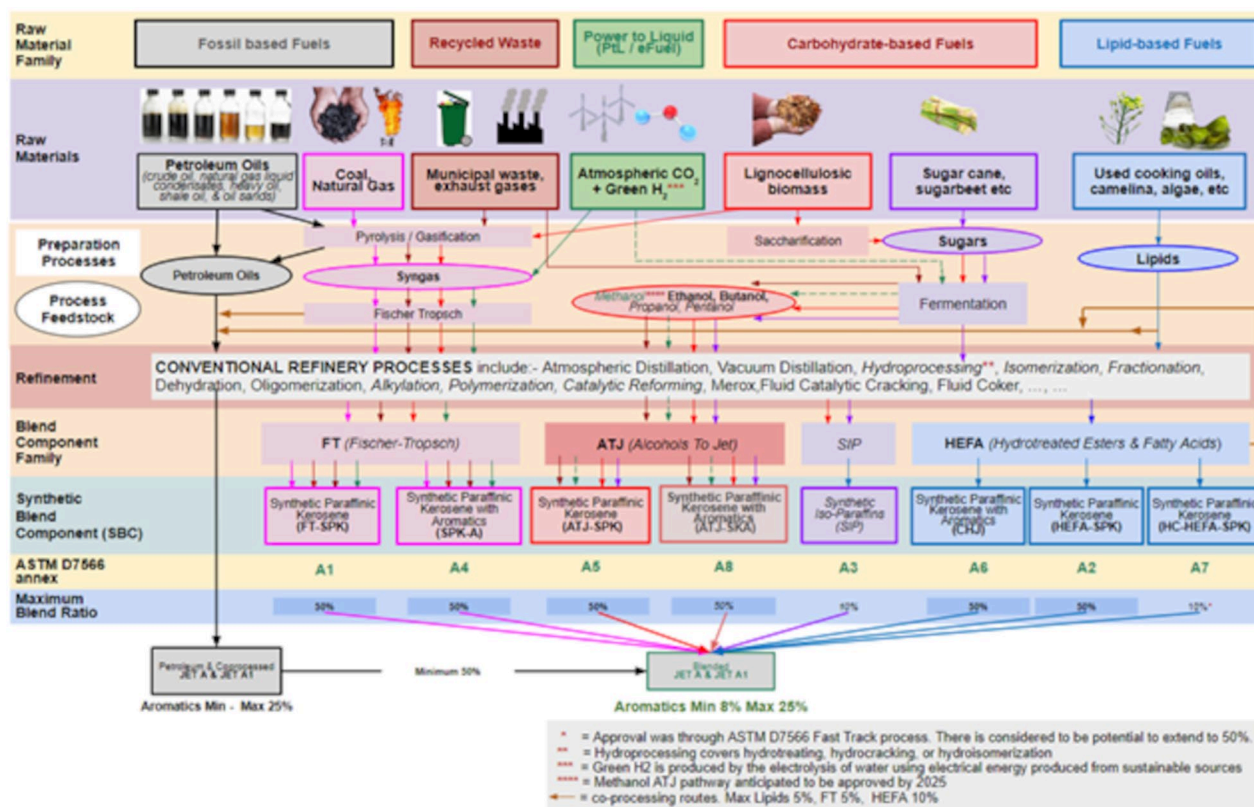 Raw
Material
Family
Fossil based Fuels
Recycled Waste
Power to Liquid
(PtL / eFuel)
Carbohydrate-based Fuels
Lipid-based Fuels
Raw
Materials
Petroleum Oils
(crude oil, natural gas liquid
condensates, heavy oil,
shale oil, & oil sands)
Coal,
Natural Gas
Municipal waste,
exhaust gases
Atmospheric CO2
+ Green H2***
Lignocellulosic
biomass
Sugar cane,
sugarbeet etc
Used cooking oils,
camelina, algae, etc
Preparation
Processes
Pyrolysis / Gasification
Saccharification
Sugars
Petroleum Oils
Syngas
Lipids
Process
Feedstock
Methanol**** Ethanol, Butanol,
Propanol, Pentanol
Fermentation
Fischer Tropsch
Refinement
CONVENTIONAL REFINERY PROCESSES include:- Atmospheric Distillation, Vacuum Distillation, Hydroprocessing**, Isomerization, Fractionation,
Dehydration, Oligomerization, Alkylation, Polymerization, Catalytic Reforming, Merox,Fluid Catalytic Cracking, Fluid Coker, ..., ...
Blend
Component
Family
FT (Fischer-Tropsch)
ATJ (Alcohols To Jet)
SIP
HEFA (Hydrotreated Esters & Fatty Acids)
Synthetic
Blend
Component (SBC)
Synthetic Paraffinic
Kerosene
(FT-SPK)
Synthetic Paraffinic
Kerosene with
Aromatics
(SPK-A)
Synthetic Paraffinic
Kerosene
(ATJ-SPK)
Synthetic Paraffinic
Kerosene with
Aromatics
(ATJ-SKA)
Synthetic
Iso-Paraffins
(SIP)
Synthetic Paraffinic
Kerosene with
Aromatics
(CHJ)
Synthetic Paraffinic
Kerosene
(HEFA-SPK)
Synthetic Paraffinic
Kerosene
(HC-HEFA-SPK)
ASTM D7566
annex
A1
A4
A5
A8
A3
A6
A2
A7
Maximum
Blend Ratio
50%
50%
50%
50%
10%
50%
50%
10%*
Petroleum & Coprocessed
JET A & JET A1
Minimum 50%
Blended
JET A & JET A1
Aromatics Min - Max 25%
Aromatics Min 8% Max 25%
* = Approval was through ASTM D7566 Fast Track process. There is considered to be potential to extend to 50%.
** = Hydroprocessing covers hydrotreating, hydrocracking, or hydroisomerization
*** = Green H2 is produced by the electrolysis of water using electrical energy produced from sustainable sources
**** = Methanol ATJ pathway anticipated to be approved by 2025
= co-processing routes. Max Lipids 5%, FT 5%, HEFA 10%